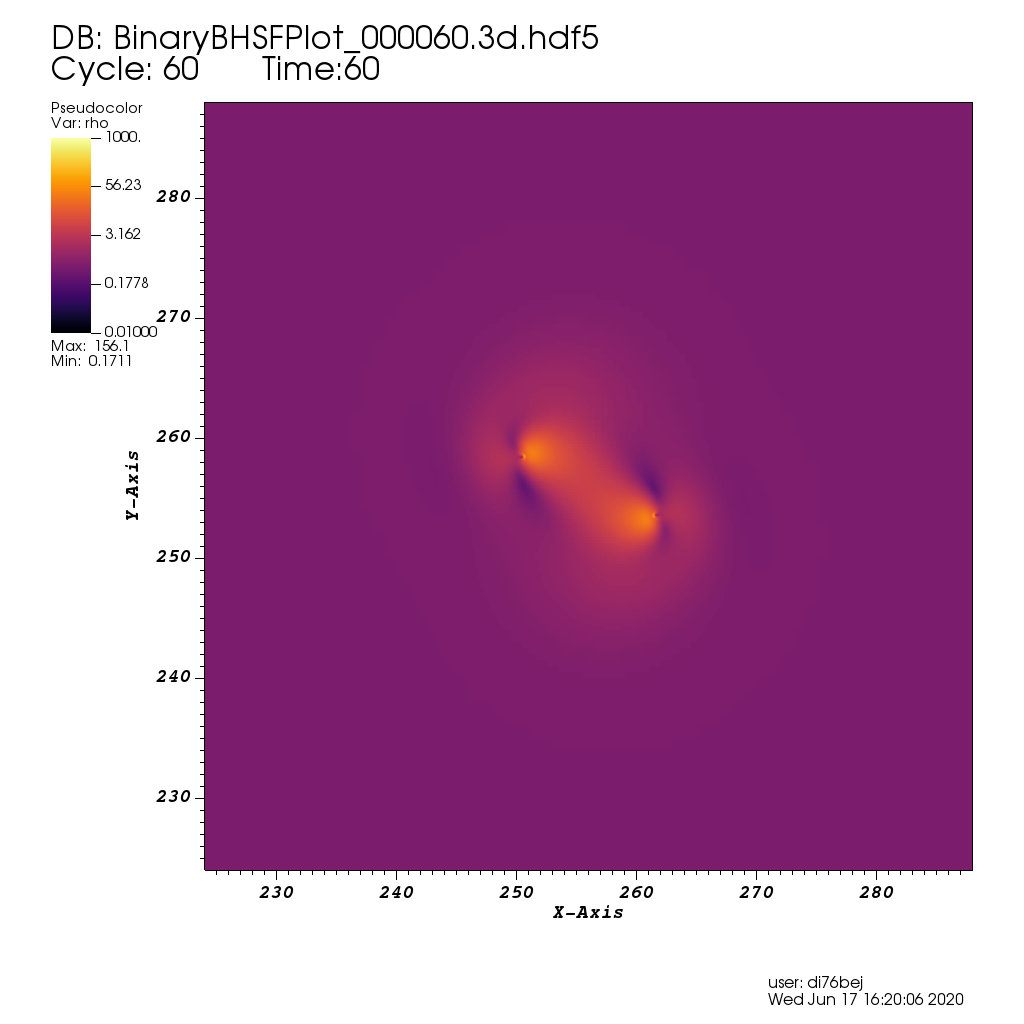 DB: BinaryBHSFPlot_000060.3d.hdf5
Cycle: 60 Time:60
Pseudocolor
Var: rho
1000.
56.23
3.162
0.1778
0.01000
Max: 156.1
Min: 0.1711
280
270
260
250
240
230
Y-Axis
230 240 250 260 270 280
X-Axis
user: di76bej
Wed Jun 17 16:20:06 2020